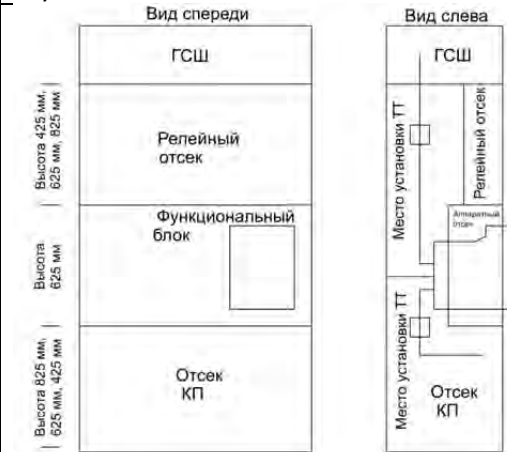 Вид спереди
ГСШ
Высота 425 мм,
625 мм, 825 мм
Релейный
отсек
Высота
625 мм
Функциональный
блок
Высота 825 мм,
625 мм, 425 мм
Отсек
КП
Вид слева
ГСШ
Место установки ТТ
Релейный отсек
Аппаратный
отсек
Место установки ТТ
Отсек
КП